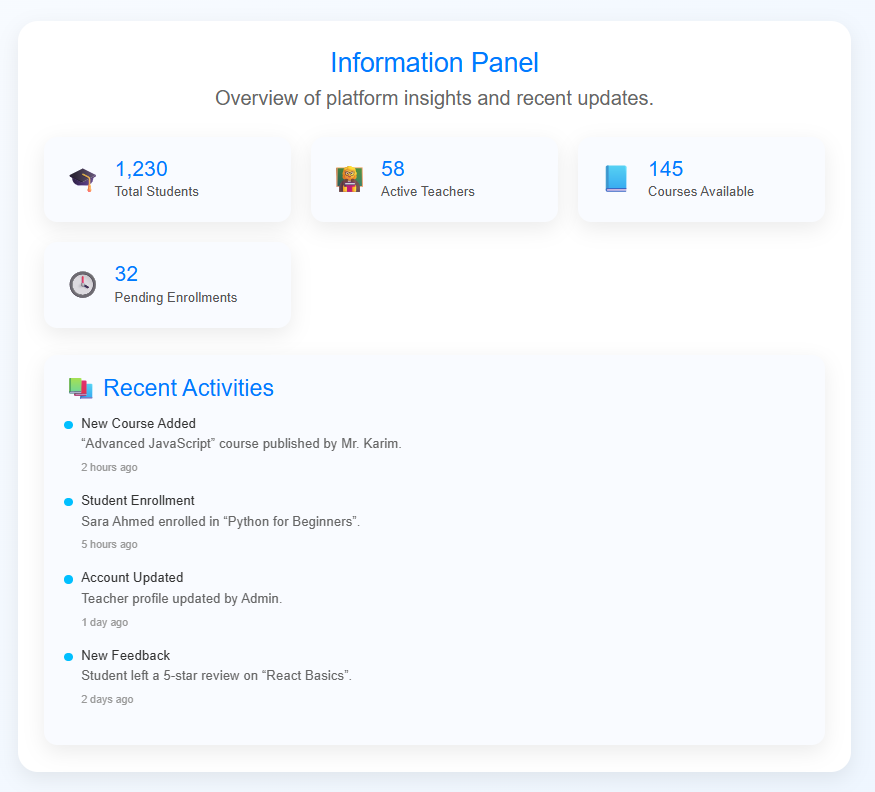 Information Panel
Overview of platform insights and recent updates.
1,230
Total Students
58
Active Teachers
145
Courses Available
32
Pending Enrollments
Recent Activities
New Course Added
“Advanced JavaScript” course published by Mr. Karim.
2 hours ago
Student Enrollment
Sara Ahmed enrolled in “Python for Beginners”.
5 hours ago
Account Updated
Teacher profile updated by Admin.
1 day ago
New Feedback
Student left a 5-star review on “React Basics”.
2 days ago